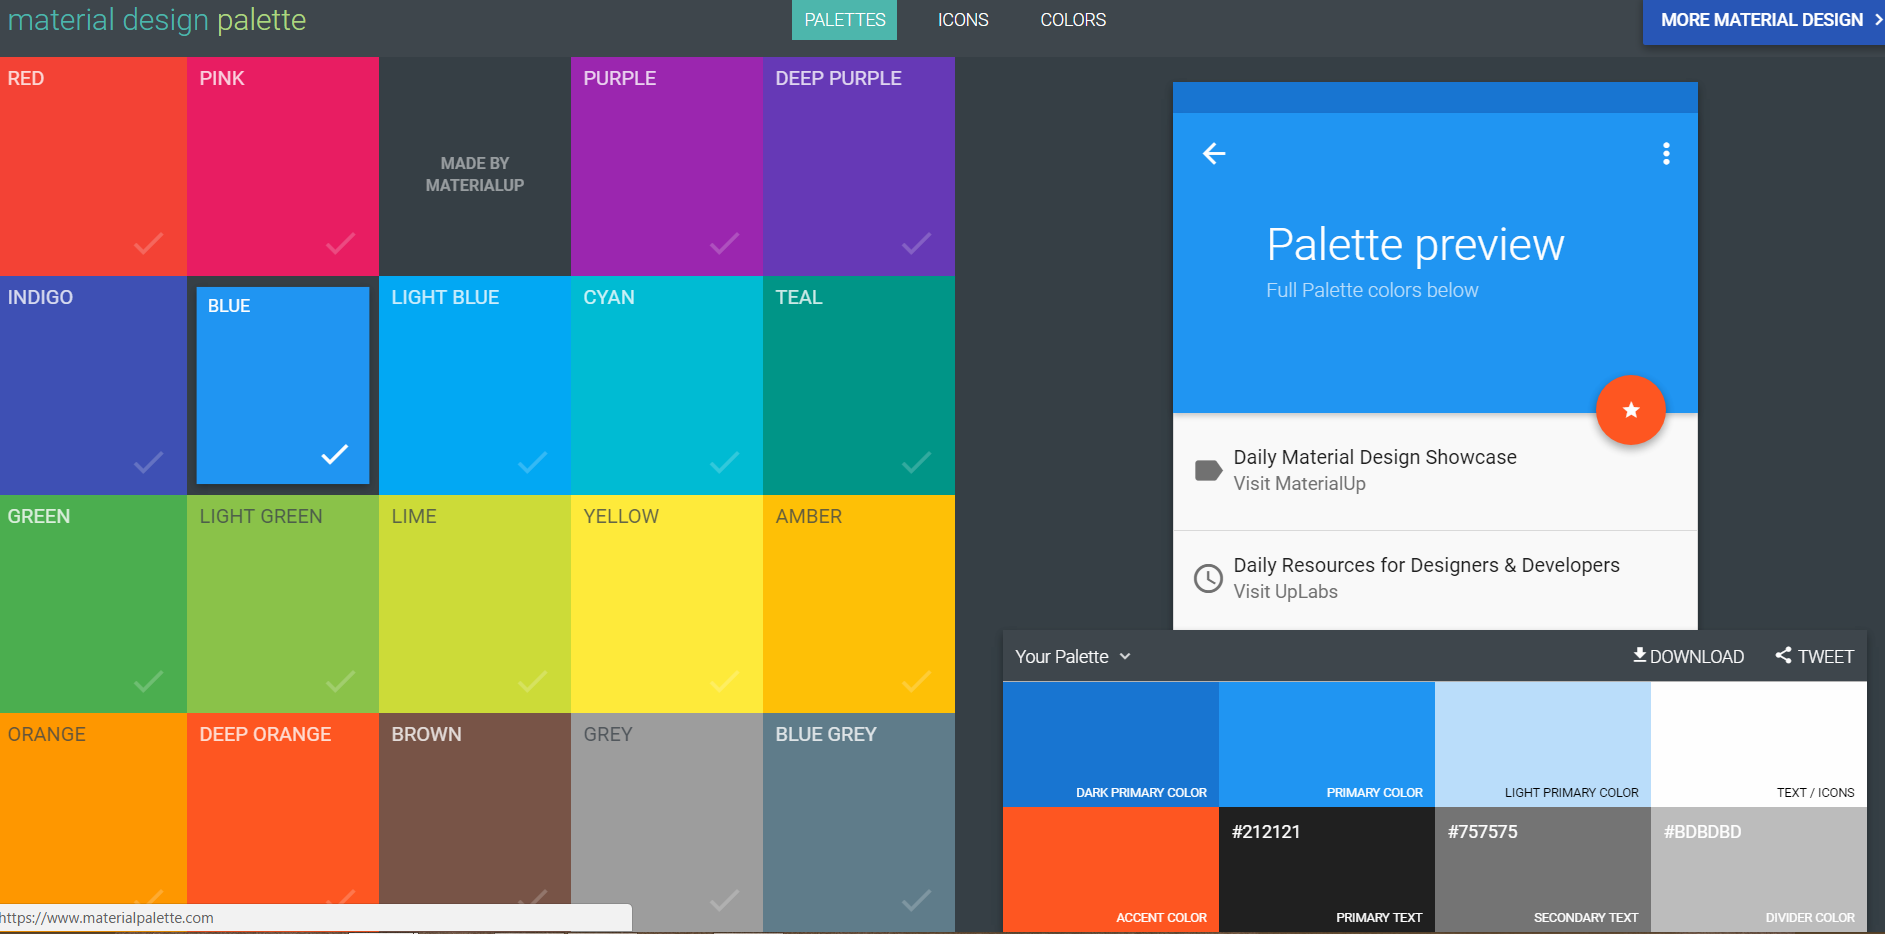 material design palette
PALETTES
ICONS
COLORS
MORE MATERIAL DESIGN
RED
PINK
MADE BY
MATERIALUP
PURPLE
DEEP PURPLE
INDIGO
BLUE
LIGHT BLUE
CYAN
TEAL
GREEN
LIGHT GREEN
LIME
YELLOW
AMBER
ORANGE
DEEP ORANGE
BROWN
GREY
BLUE GREY
https://www.materialpalette.com
Palette preview
Full Palette colors below
Daily Material Design Showcase
Visit MaterialUp
Daily Resources for Designers & Developers
Visit UpLabs
Your Palette
DOWNLOAD
TWEET
DARK PRIMARY COLOR
PRIMARY COLOR
LIGHT PRIMARY COLOR
TEXT / ICONS
#212121
#757575
#BDBDBD
ACCENT COLOR
PRIMARY TEXT
SECONDARY TEXT
DIVIDER COLOR